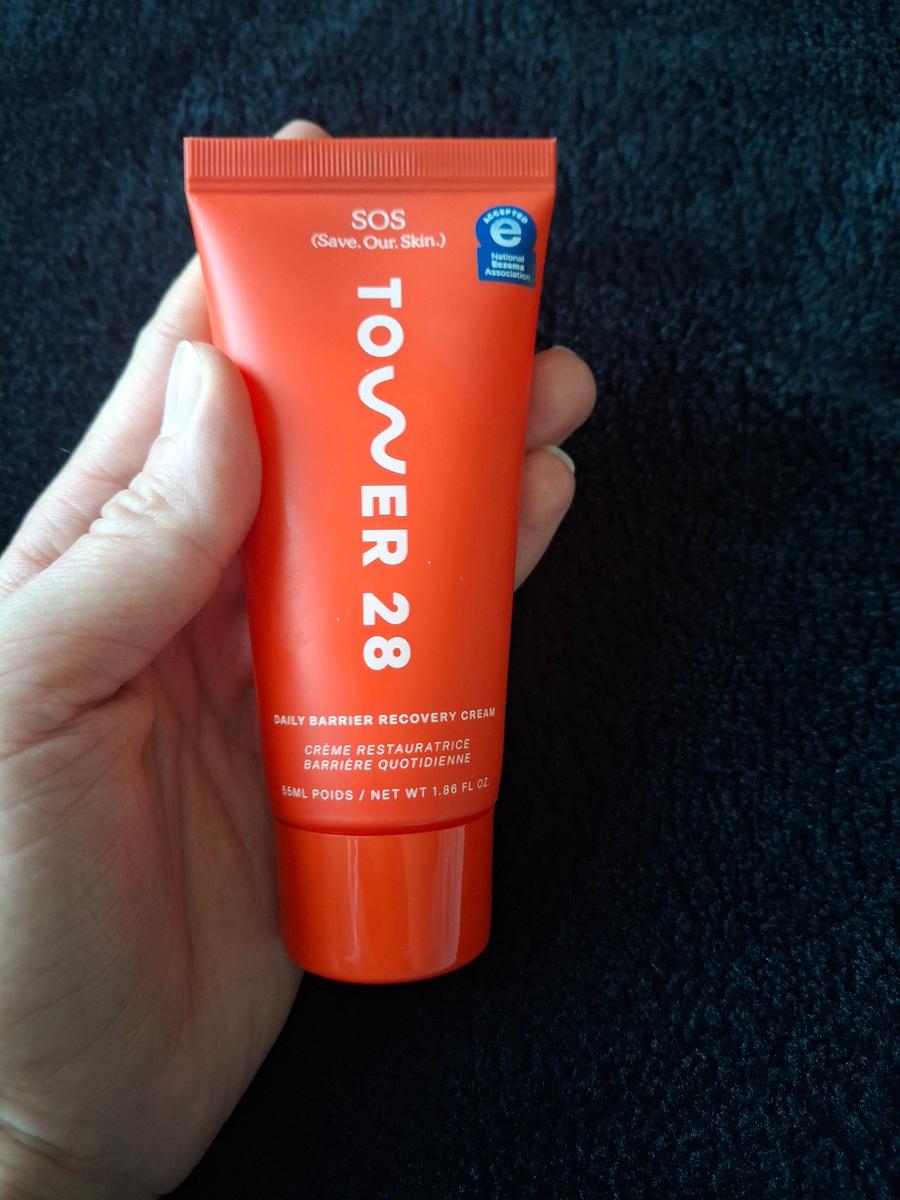 SOS
(Save. Our. Skin.)
ACCEPTED
e
National
Eczema
Association
TOWER 28
DAILY BARRIER RECOVERY CREAM
CRÈME RESTAURATRICE
BARRIÈRE QUOTIDIENNE
55ML POIDS / NET WT 1.86 FL OZ.